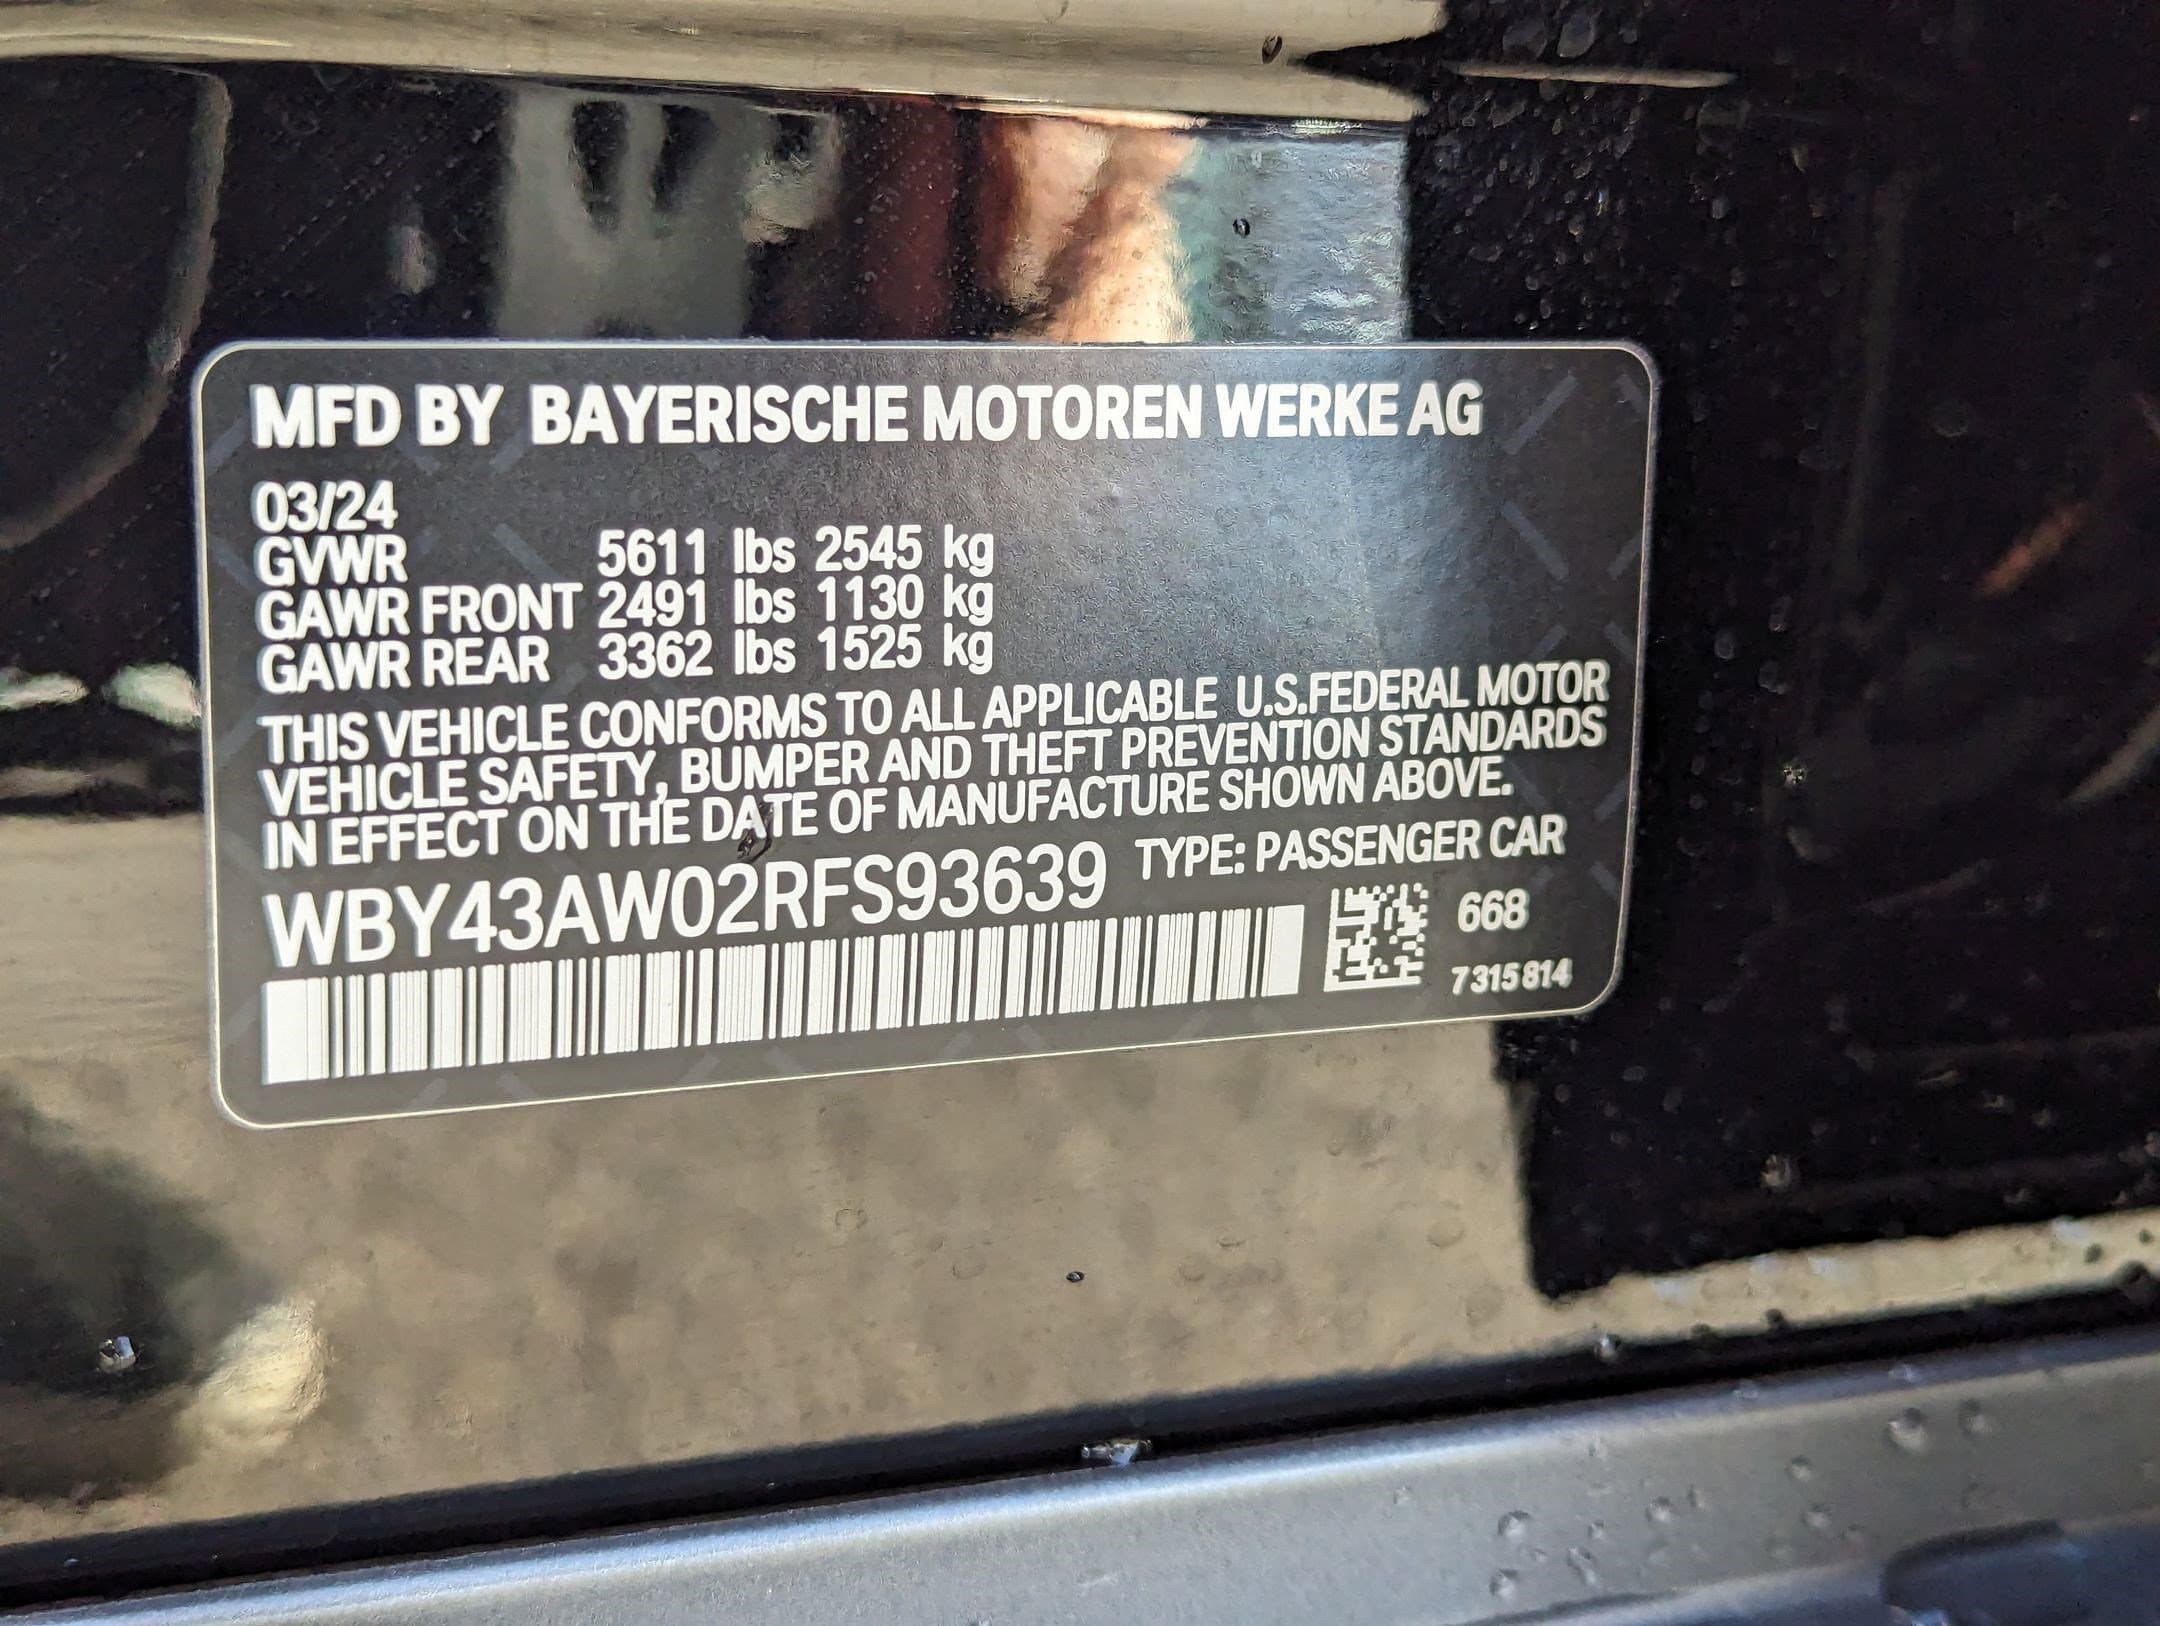 MFD BY BAYERISCHE MOTOREN WERKE AG
03/24
GVWR 5611 lbs 2545 kg
GAWR FRONT 2491 lbs 1130 kg
GAWR REAR 3362 lbs 1525 kg
THIS VEHICLE CONFORMS TO ALL APPLICABLE U.S.FEDERAL MOTOR
VEHICLE SAFETY, BUMPER AND THEFT PREVENTION STANDARDS
IN EFFECT ON THE DATE OF MANUFACTURE SHOWN ABOVE.
WBY43AW02RFS93639 TYPE: PASSENGER CAR
668
7315814